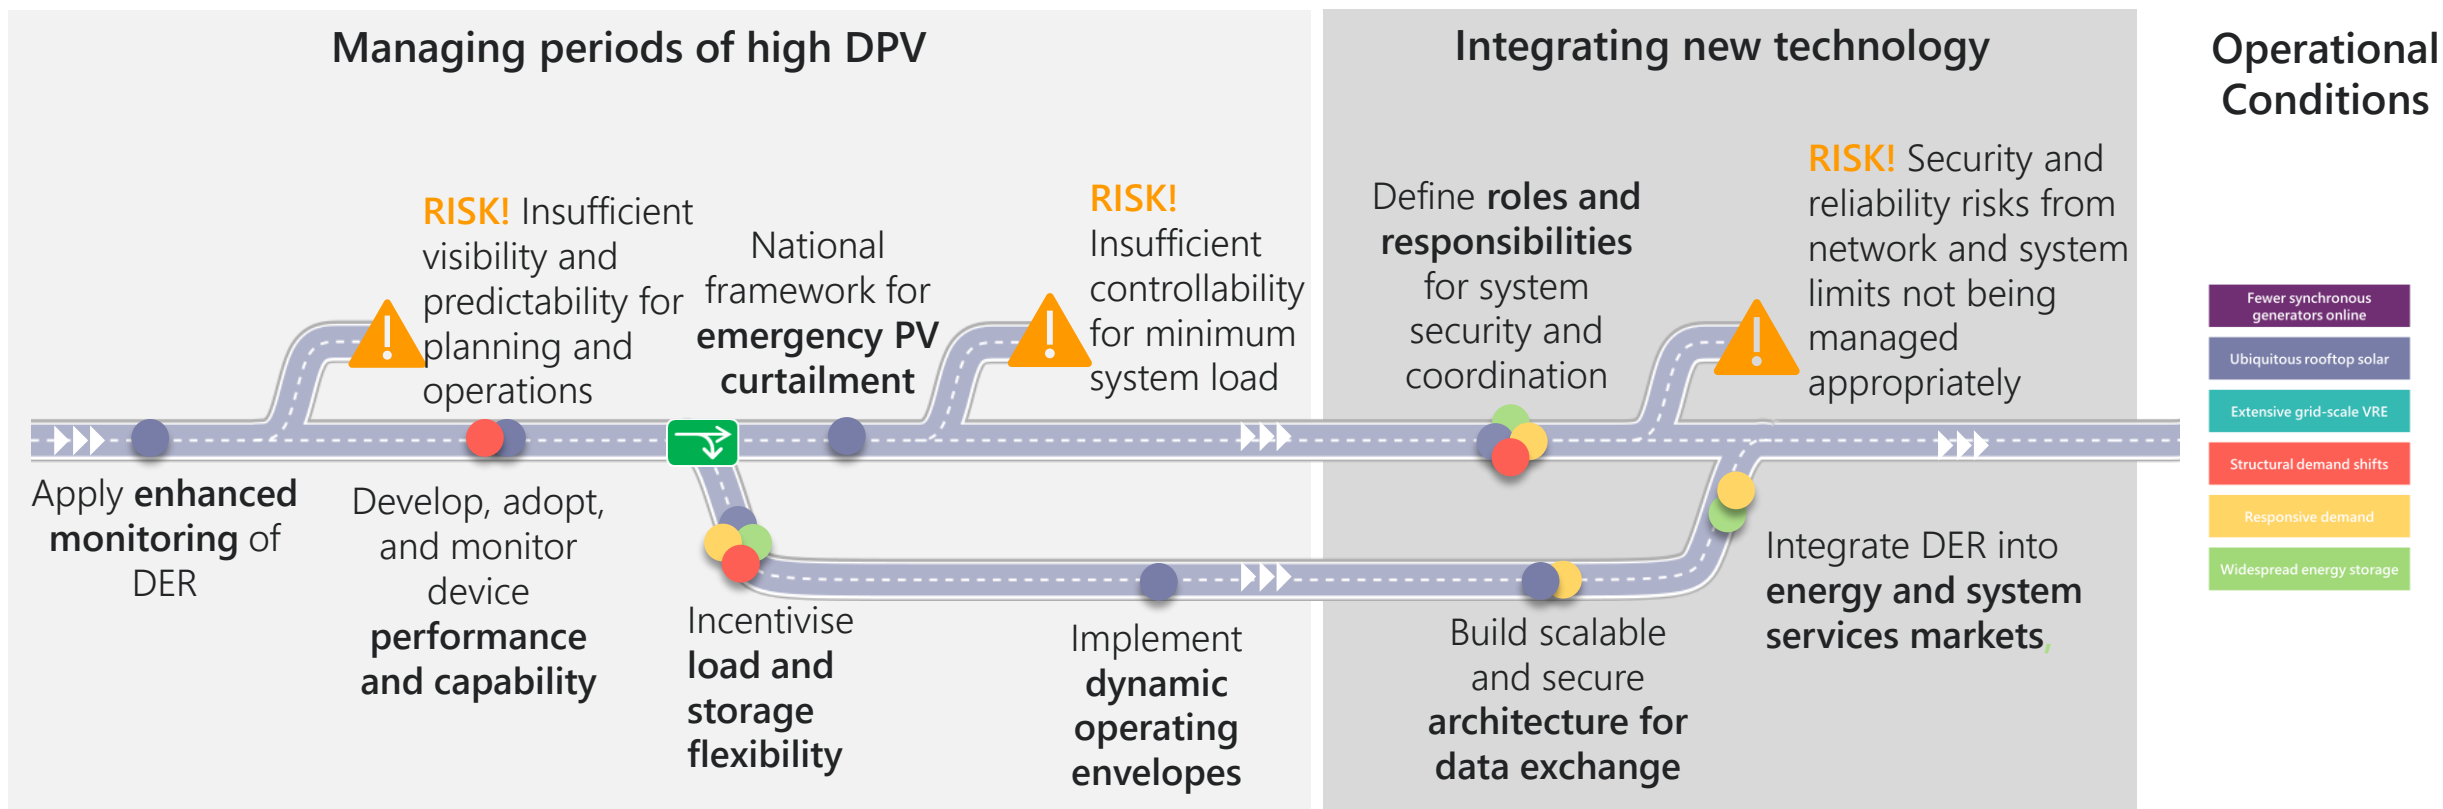 Managing periods of high DPV
Integrating new technology
Operational
Conditions
RISK! Insufficient
visibility and
predictability for
planning and
operations
National
framework for
emergency PV
curtailment
RISK!
Insufficient
controllability
for minimum
system load
Define roles and
responsibilities
for system
security and
coordination
RISK! Security and
reliability risks from
network and system
limits not being
managed
appropriately
Apply enhanced
monitoring of
DER
Develop, adopt,
and monitor
device
performance
and capability
Incentivise
load and
storage
flexibility
Implement
dynamic
operating
envelopes
Build scalable
and secure
architecture for
data exchange
Integrate DER into
energy and system
services markets,
Fewer synchronous
generators online
Ubiquitous rooftop solar
Extensive grid-scale VRE
Structural demand shifts
Responsive demand
Widespread energy storage